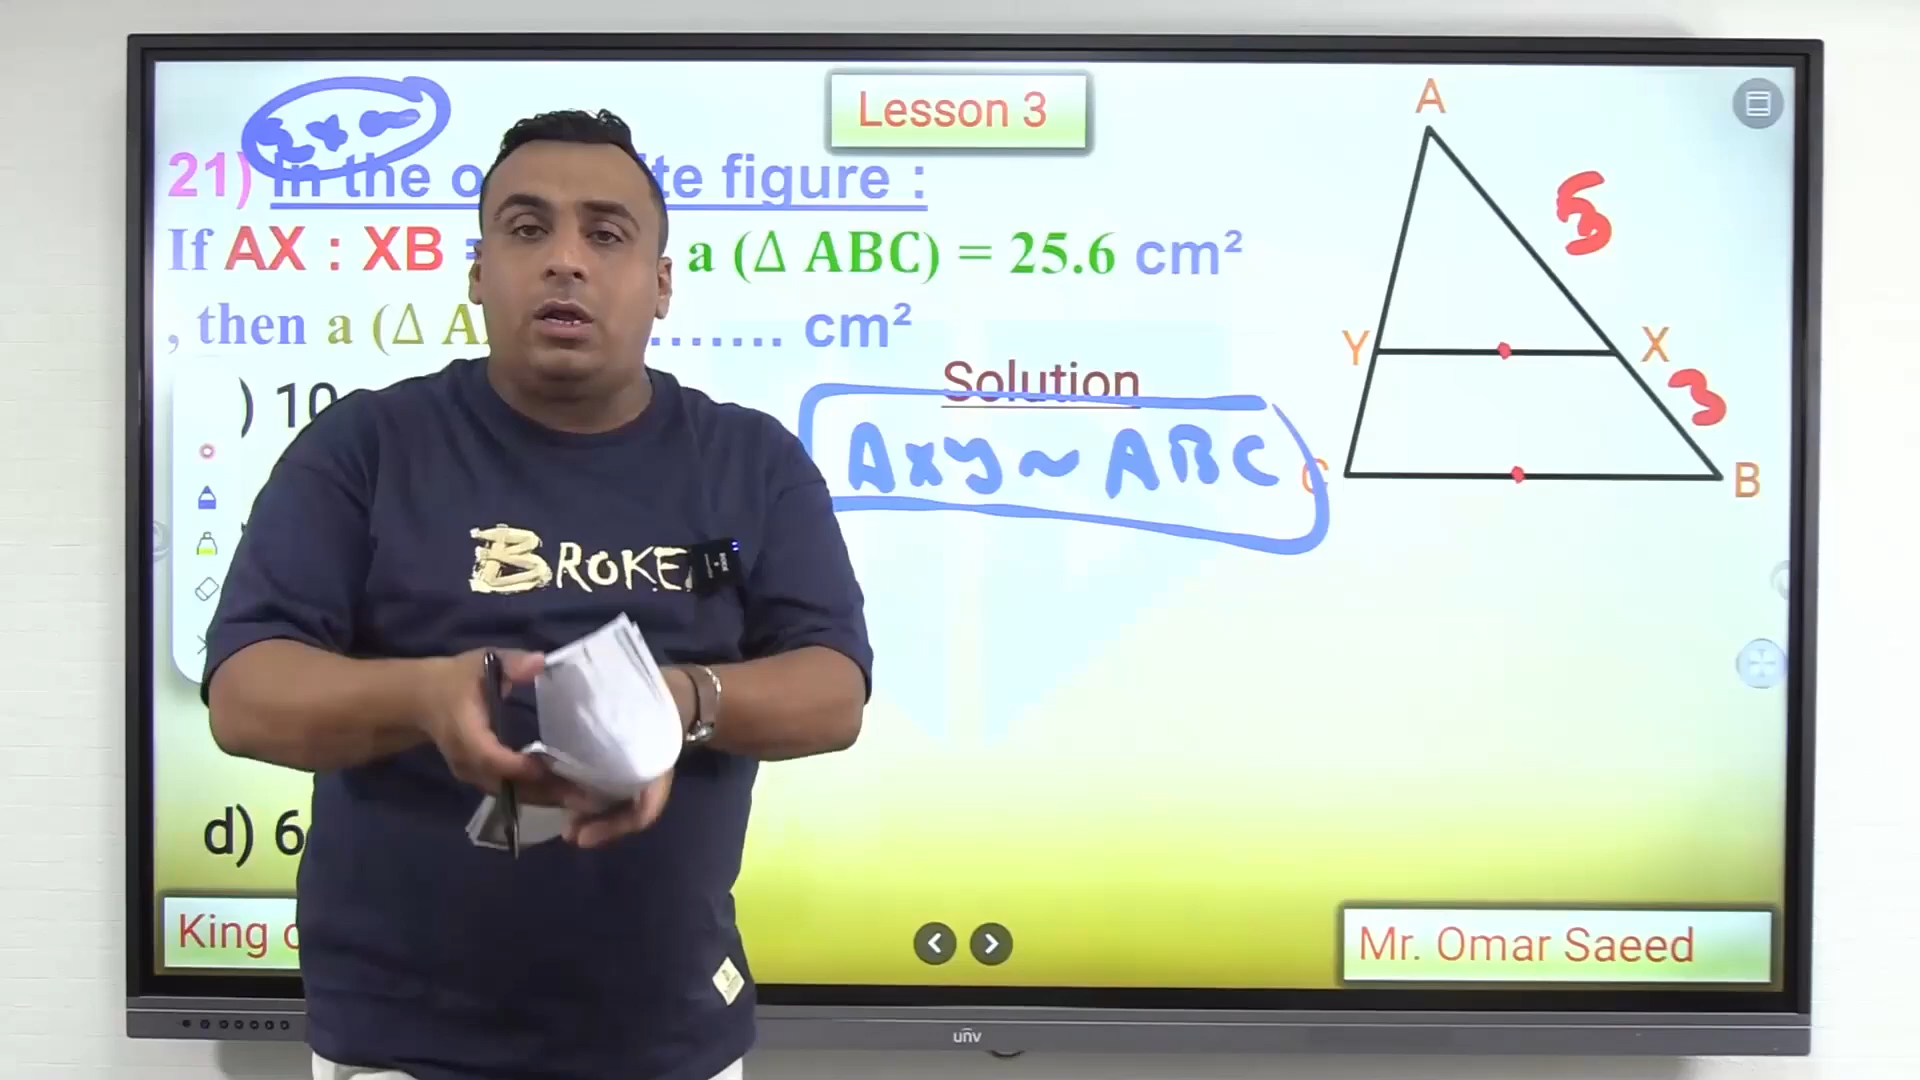 Lesson 3
A
21) In the o te figure :
5
If AX : XB = a (Δ ABC) = 25.6 cm²
, then a (Δ A ........ cm²
Y X
Solution
3
) 10
AXY ~ ABC
C B
BROKE
d) 6
King o
Mr. Omar Saeed
unv